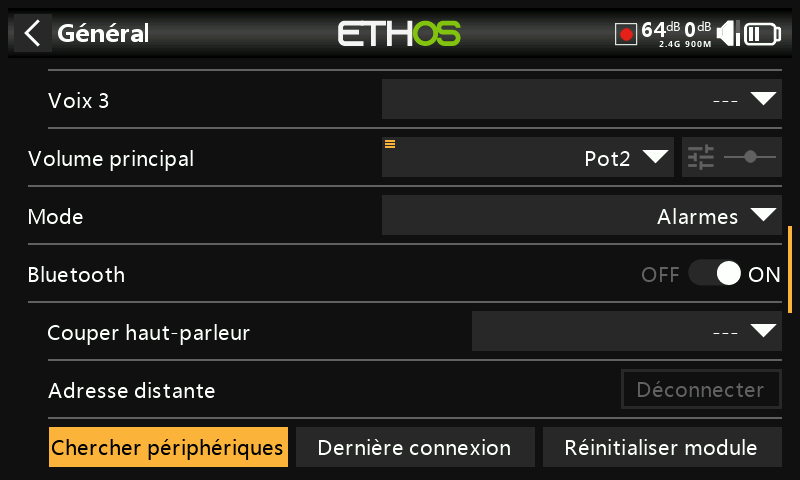 Général
ETHOS
64dB 0dB
2.4G 900M
Voix 3
---
Volume principal
Pot2
Mode
Alarmes
Bluetooth
OFF ON
Couper haut-parleur
---
Adresse distante
Déconnecter
Chercher périphériques
Dernière connexion
Réinitialiser module